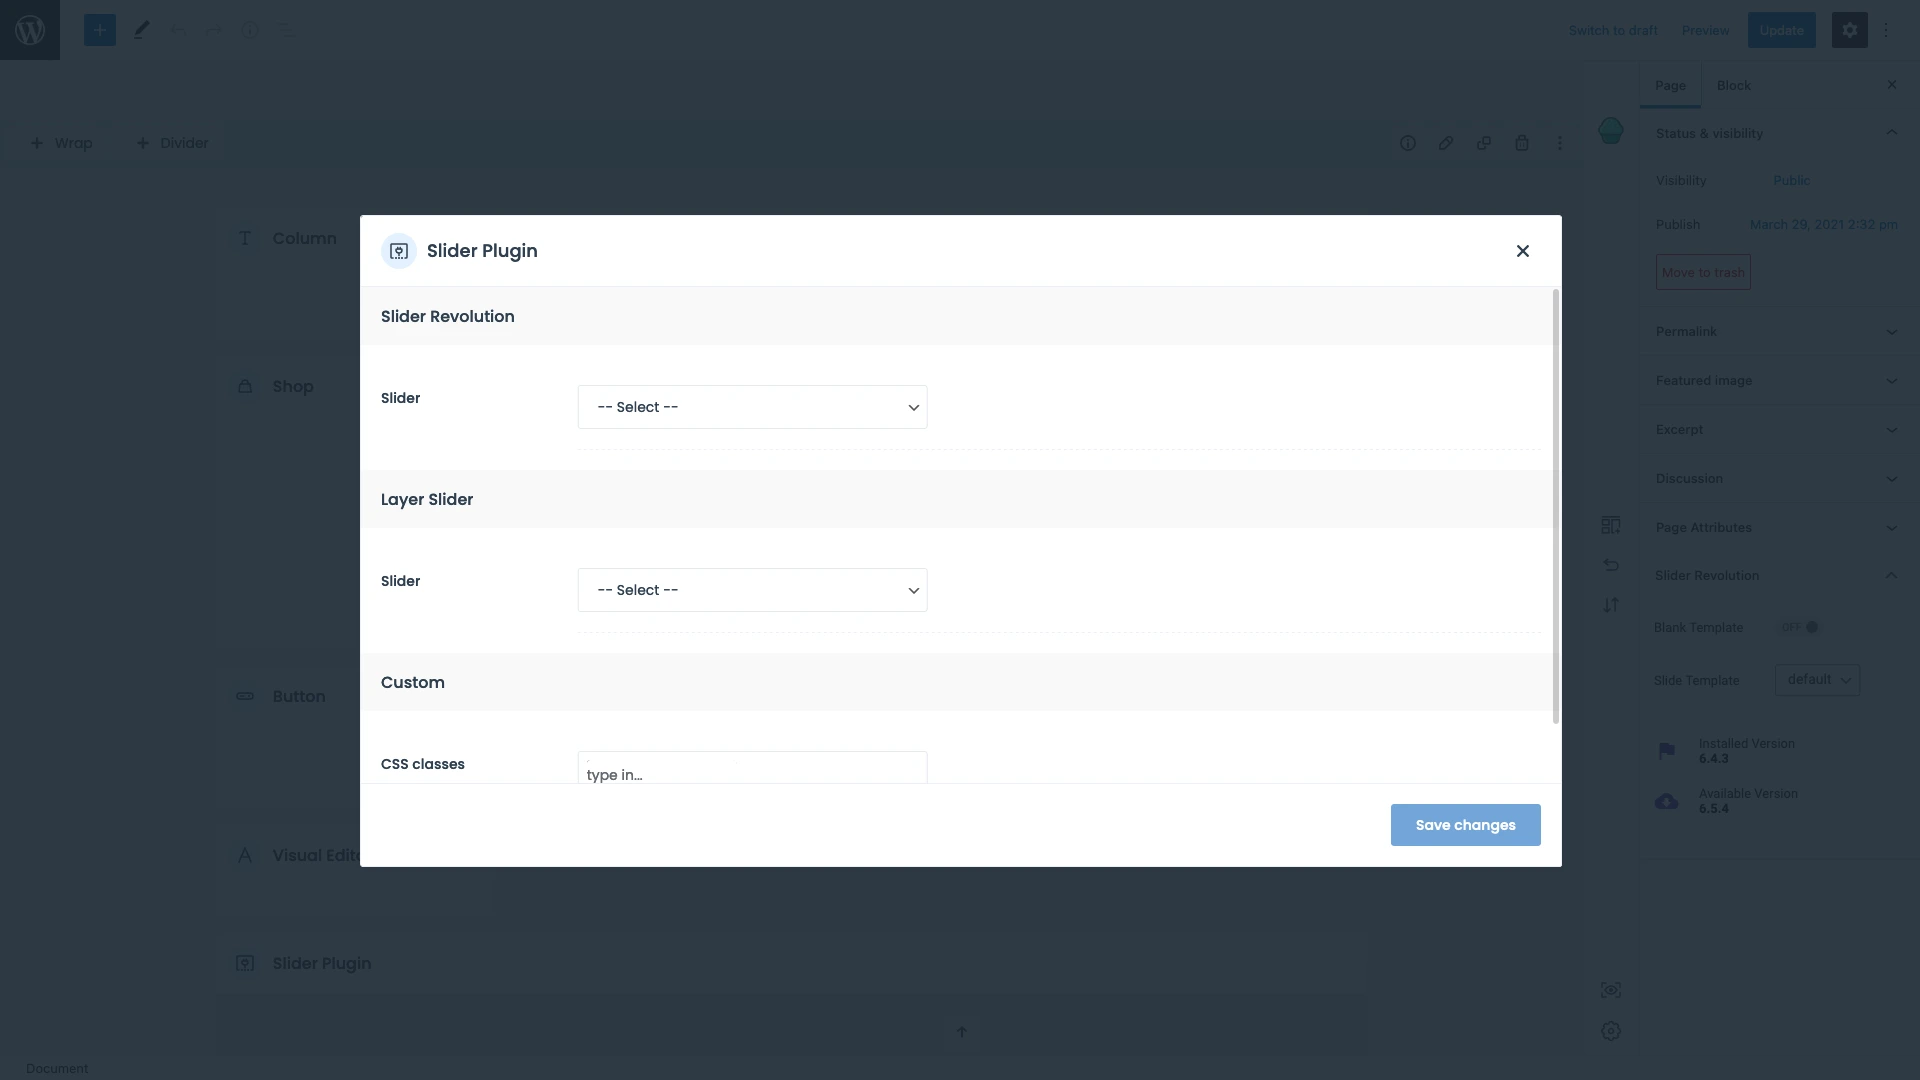 Switch to draft
Preview
Update
Page
Block
Wrap
Divider
Status & visibility
Visibility
Public
Publish
March 29, 2021 2:32 pm
Move to trash
Permalink
Featured image
Excerpt
Discussion
Page Attributes
Slider Revolution
Blank Template
OFF
Slide Template
default
Installed Version
6.4.3
Available Version
6.5.4
Column
Shop
Button
Visual Edit
Slider Plugin
Slider Plugin
Slider Revolution
Slider
-- Select --
Layer Slider
Slider
-- Select --
Custom
CSS classes
type in...
Save changes
Document